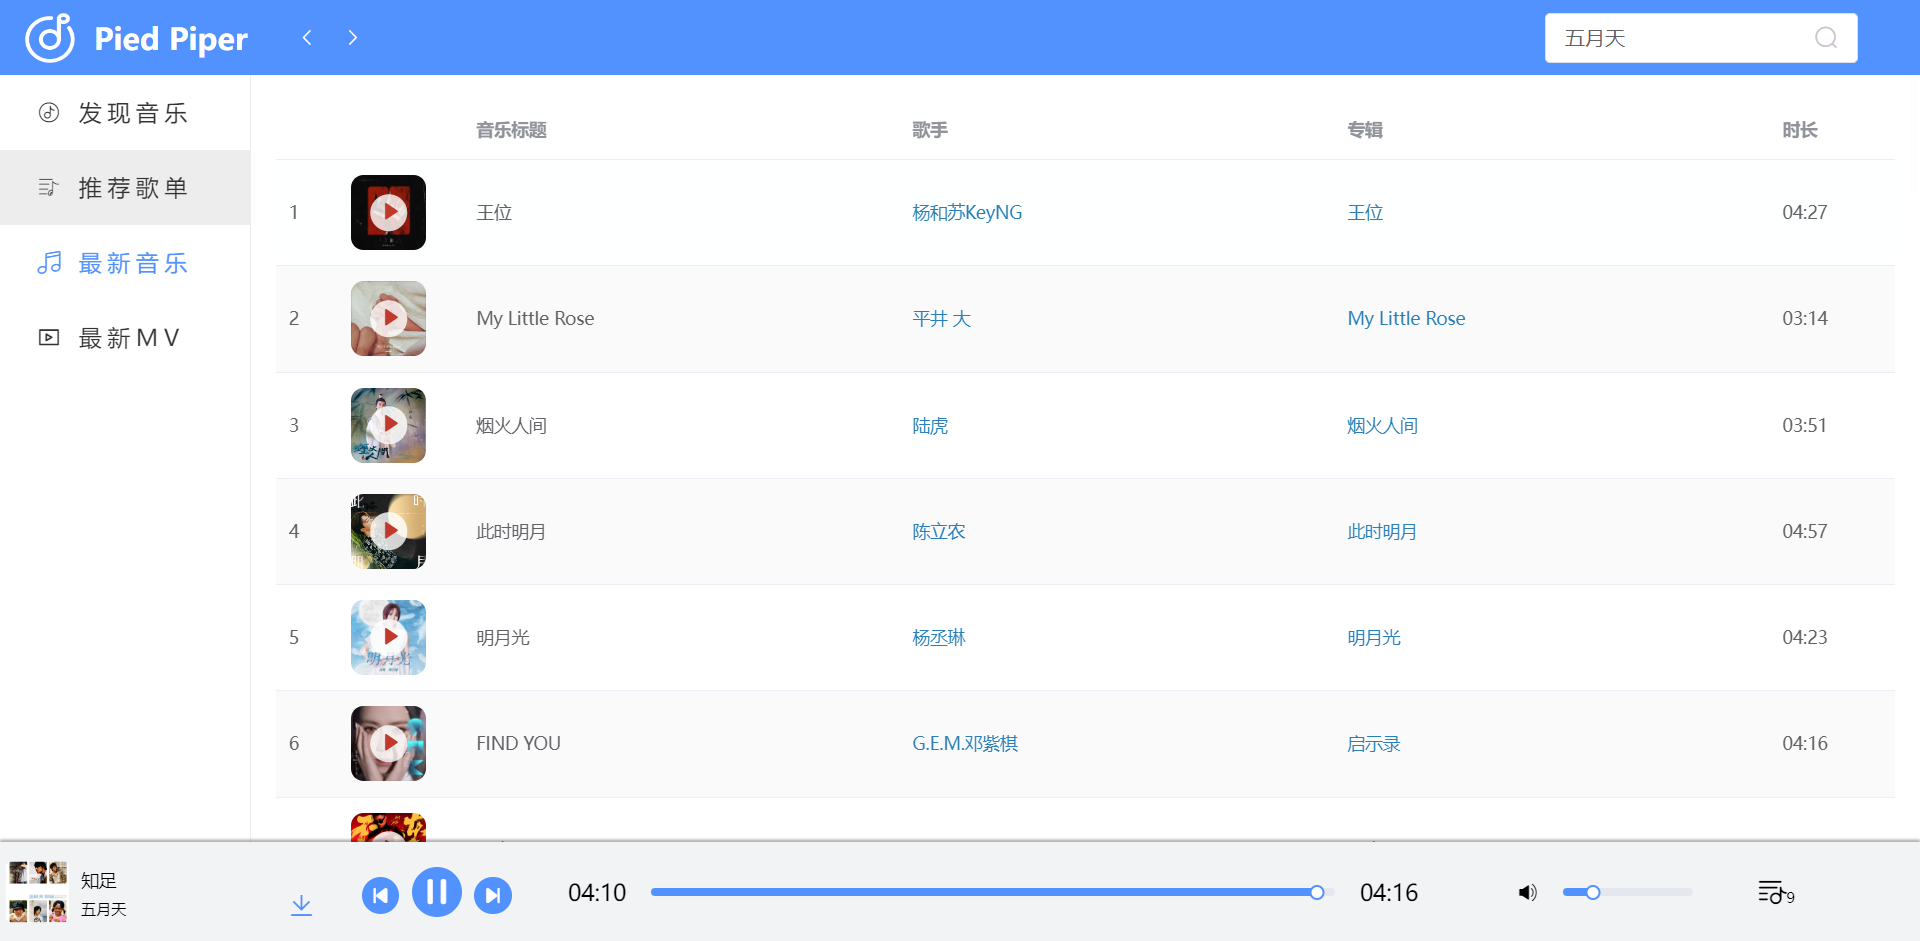 Pied Piper
五月天
发现音乐
推荐歌单
最新音乐
最新MV
音乐标题 歌手 专辑 时长
1 王位 杨和苏KeyNG 王位 04:27
2 My Little Rose 平井 大 My Little Rose 03:14
3 烟火人间 陆虎 烟火人间 03:51
4 此时明月 陈立农 此时明月 04:57
5 明月光 杨丞琳 明月光 04:23
6 FIND YOU G.E.M.邓紫棋 启示录 04:16
知足
五月天
04:10 04:16
9